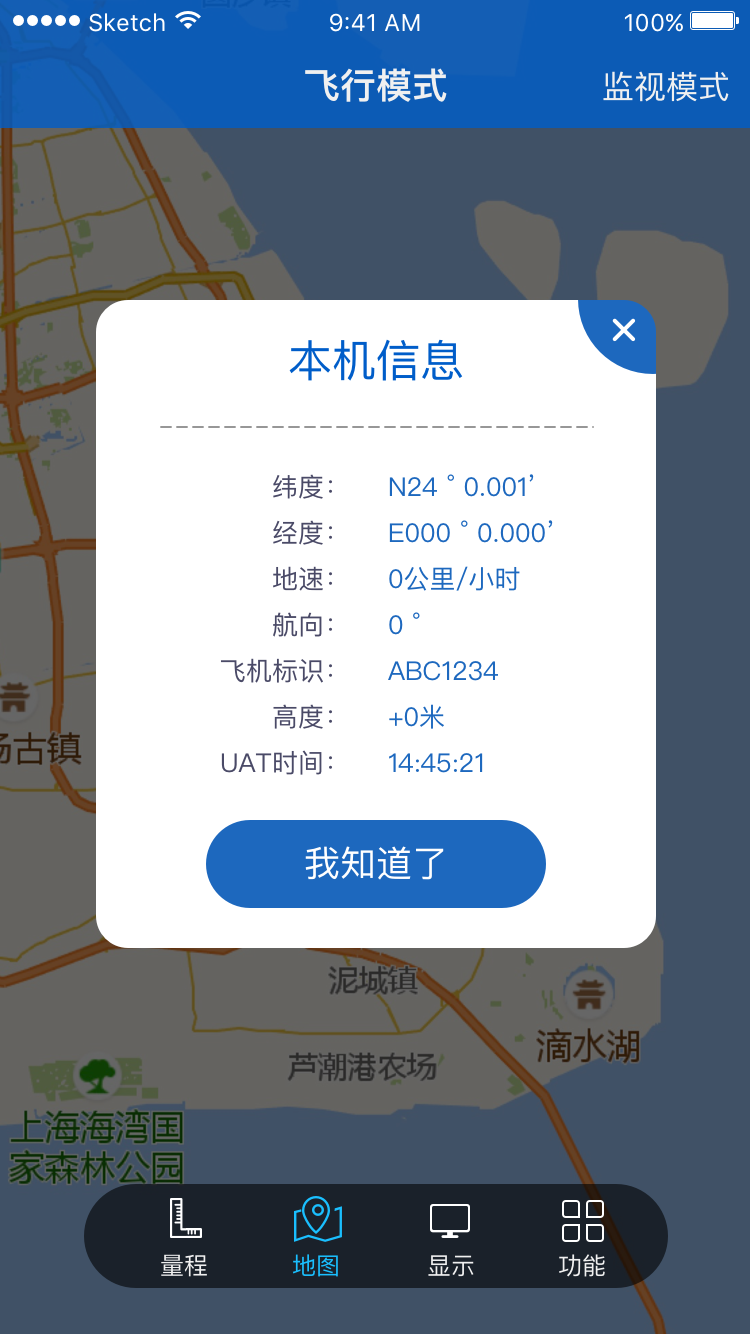 Sketch 9:41 AM 100%
飞行模式 监视模式
本机信息
纬度： N24 ° 0.001’
经度： E000 ° 0.000’
地速： 0公里/小时
航向： 0 °
飞机标识： ABC1234
高度： +0米
UAT时间： 14:45:21
我知道了
古镇
泥城镇
滴水湖
芦潮港农场
上海海湾国
家森林公园
量程 地图 显示 功能